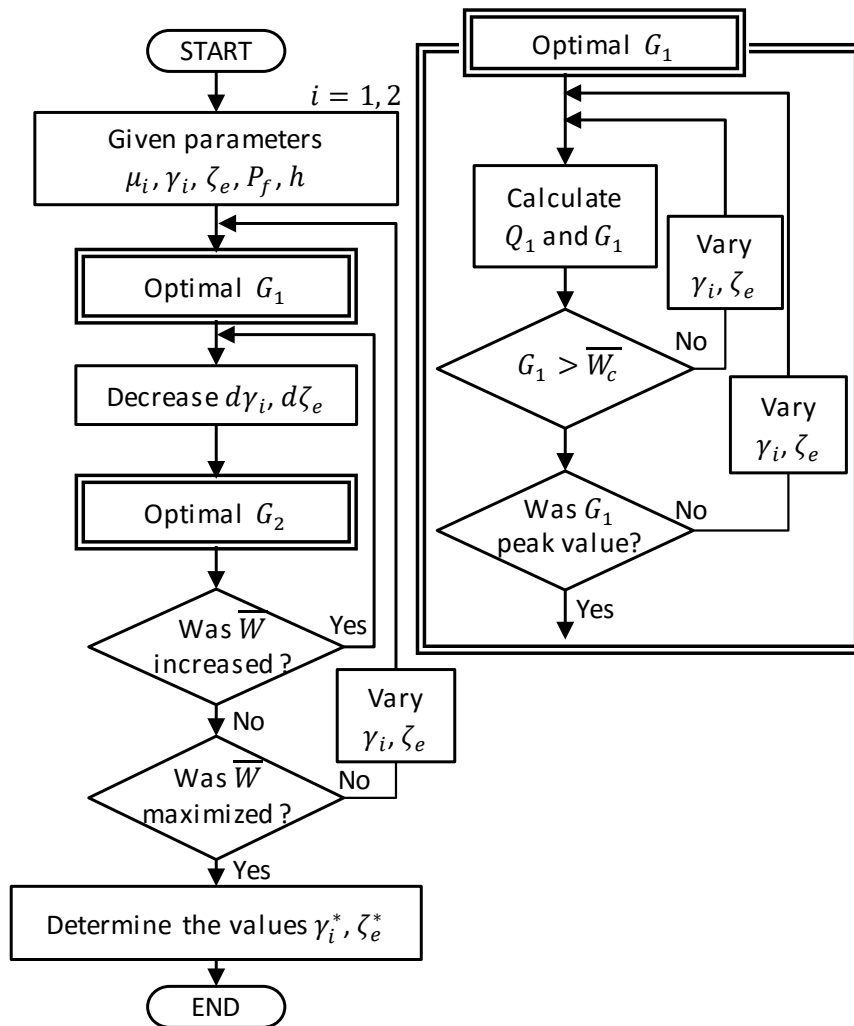 START
i = 1, 2
Given parameters
μ_i, γ_i, ζ_e, P_f, h
Optimal G_1
Decrease dγ_i, dζ_e
Optimal G_2
Was W̅
increased ?
Yes
No
Vary
γ_i, ζ_e
Was W̅
maximized ?
No
Yes
Determine the values γ_i^*, ζ_e^*
END
Optimal G_1
Calculate
Q_1 and G_1
Vary
γ_i, ζ_e
G_1 > \overline{W_c}
No
Vary
γ_i, ζ_e
Was G_1
peak value?
No
Yes